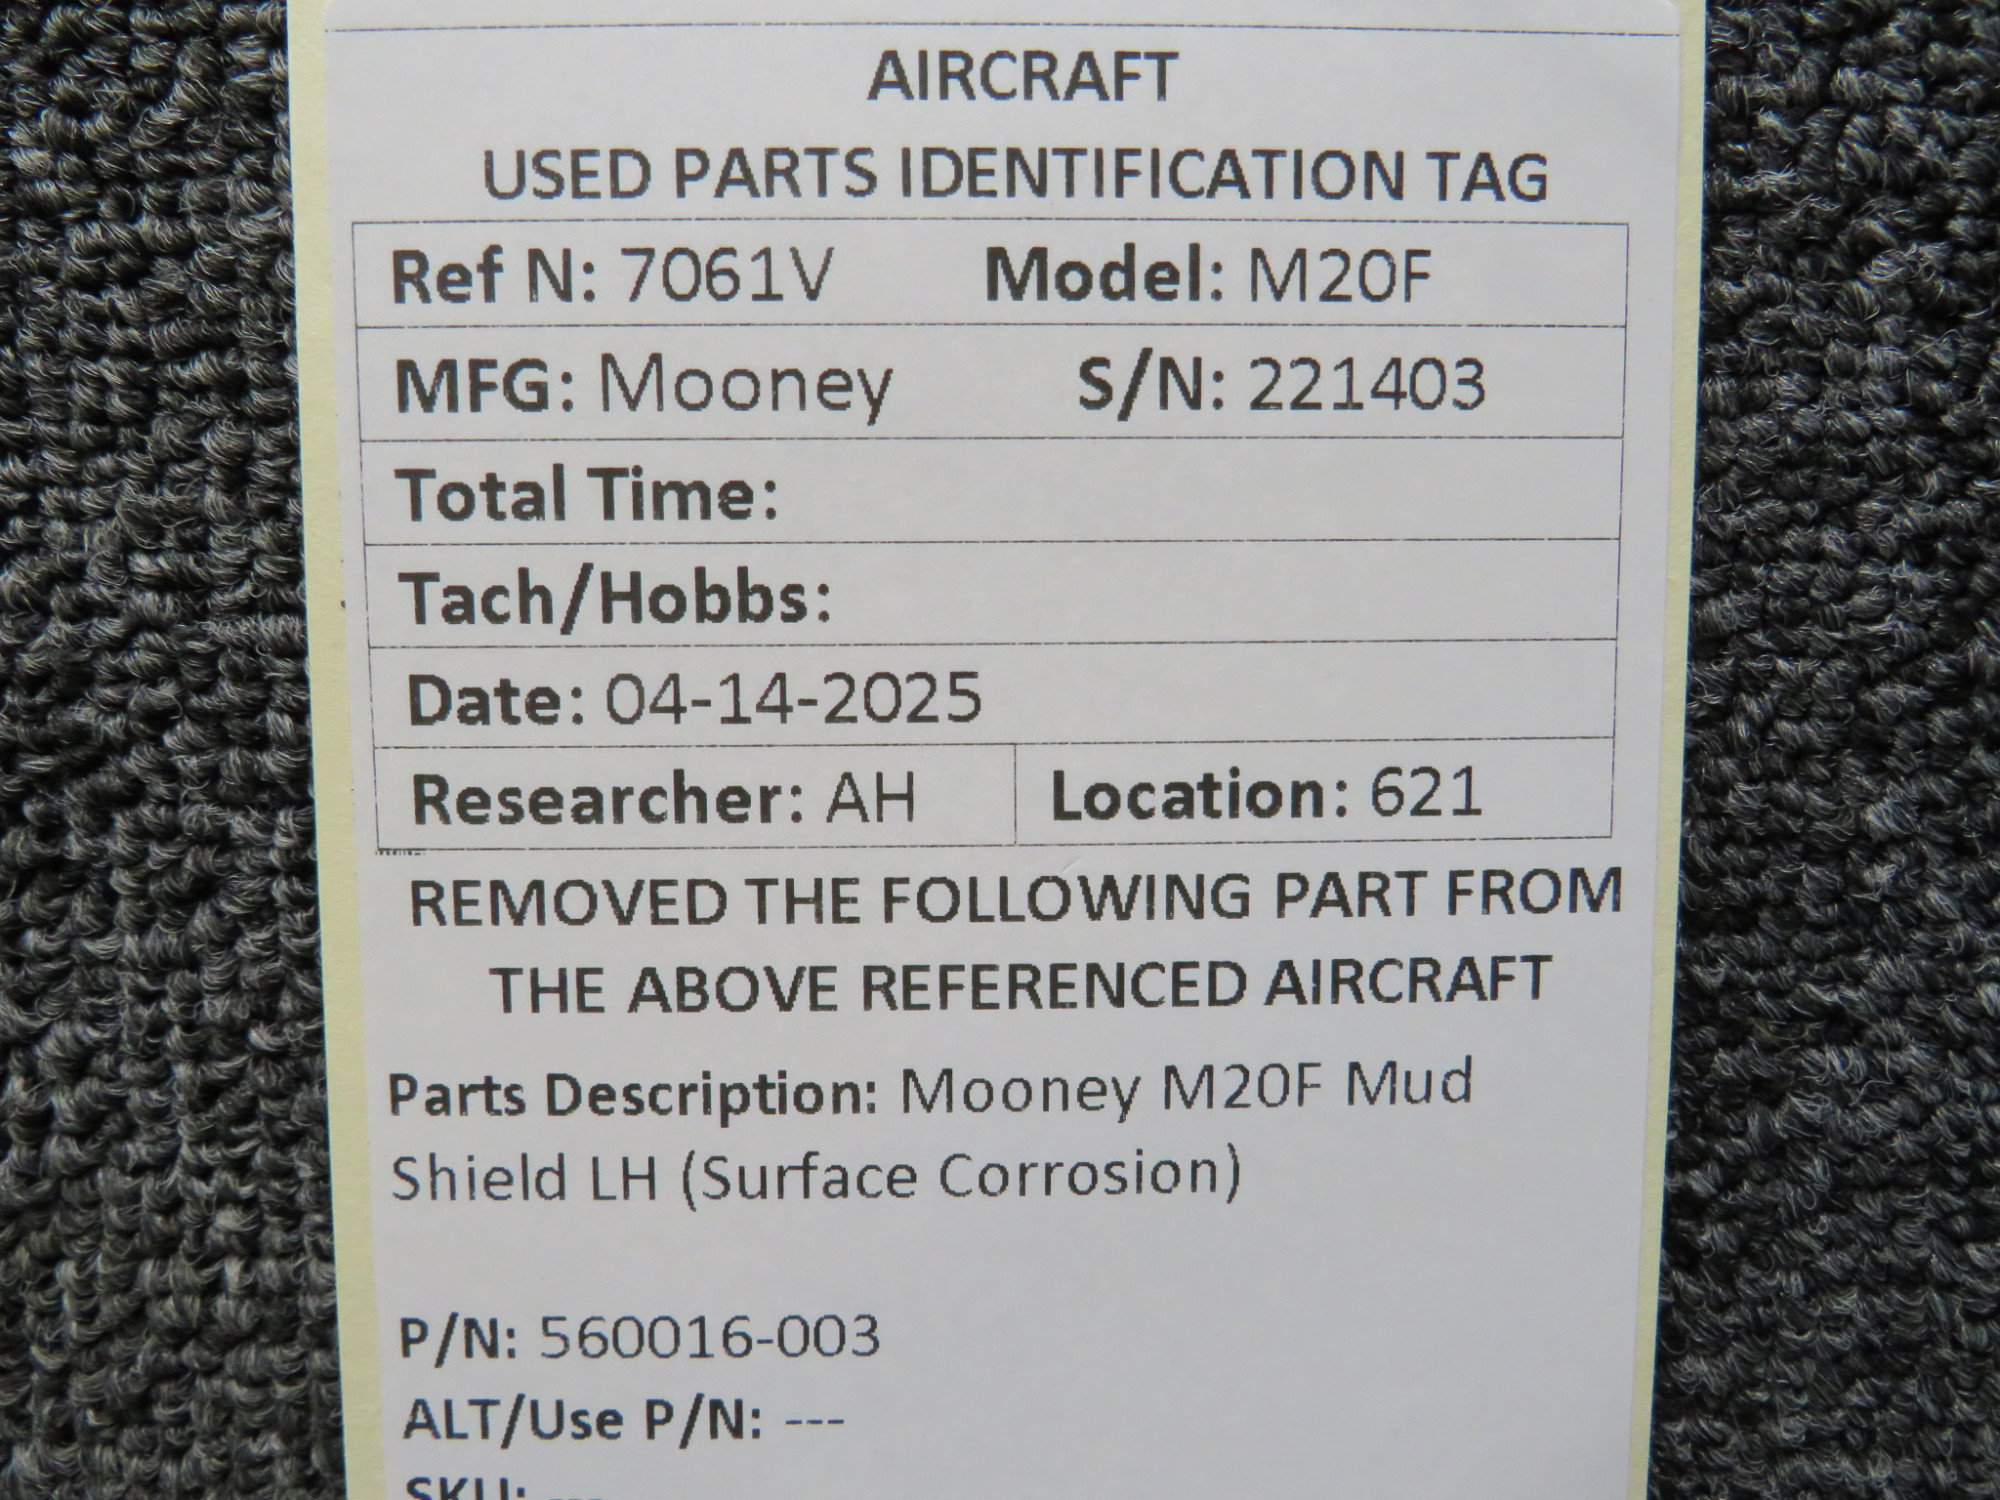 AIRCRAFT
USED PARTS IDENTIFICATION TAG
Ref N: 7061V Model: M20F
MFG: Mooney S/N: 221403
Total Time:
Tach/Hobbs:
Date: 04-14-2025
Researcher: AH Location: 621
REMOVED THE FOLLOWING PART FROM
THE ABOVE REFERENCED AIRCRAFT
Parts Description: Mooney M20F Mud
Shield LH (Surface Corrosion)
P/N: 560016-003
ALT/Use P/N: ---
SKU: ---